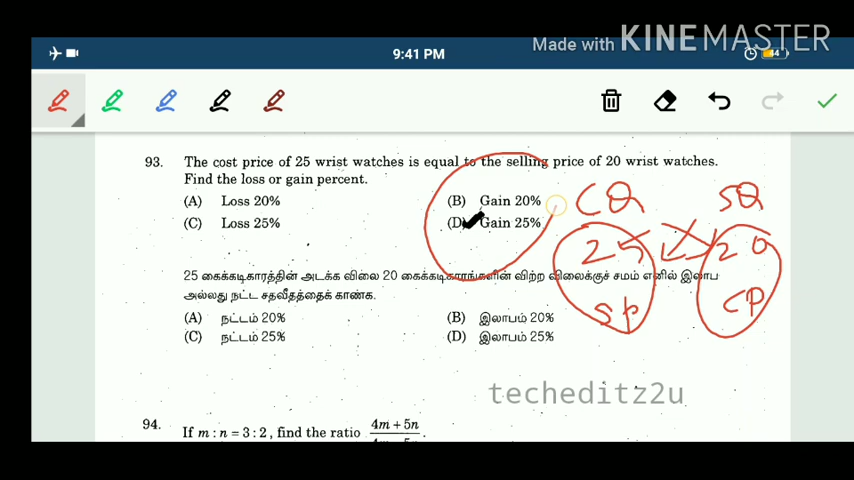 9:41 PM
Made with KINEMASTER
44
93. The cost price of 25 wrist watches is equal to the selling price of 20 wrist watches.
Find the loss or gain percent.
(A) Loss 20%
(B) Gain 20%
(C) Loss 25%
(D) Gain 25%
CQ SQ
25 20
SP CP
25 கைக்கடிகாரத்தின் அடக்க விலை 20 கைக்கடிகாரங்களின் விற்ற விலைக்குச் சமம் எனில் இலாப
அல்லது நட்ட சதவீதத்தைக் காண்க.
(A) நட்டம் 20%
(B) இலாபம் 20%
(C) நட்டம் 25%
(D) இலாபம் 25%
techeditz2u
94. If m : n = 3 : 2, find the ratio 4m + 5n